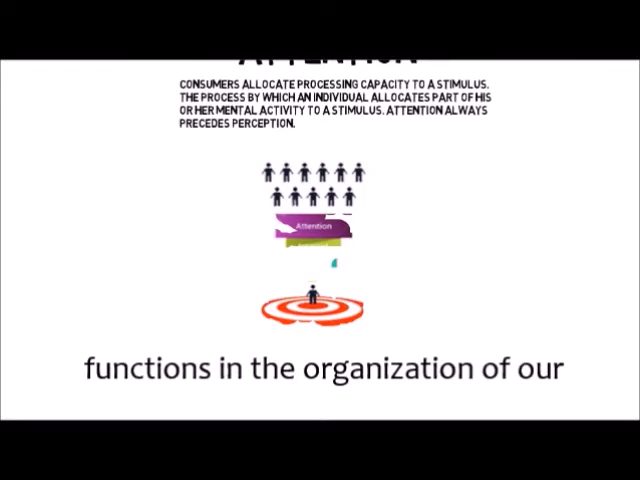 ATTENTION
CONSUMERS ALLOCATE PROCESSING CAPACITY TO A STIMULUS.
THE PROCESS BY WHICH AN INDIVIDUAL ALLOCATES PART OF HIS
OR HER MENTAL ACTIVITY TO A STIMULUS. ATTENTION ALWAYS
PRECEDES PERCEPTION.
Attention
functions in the organization of our